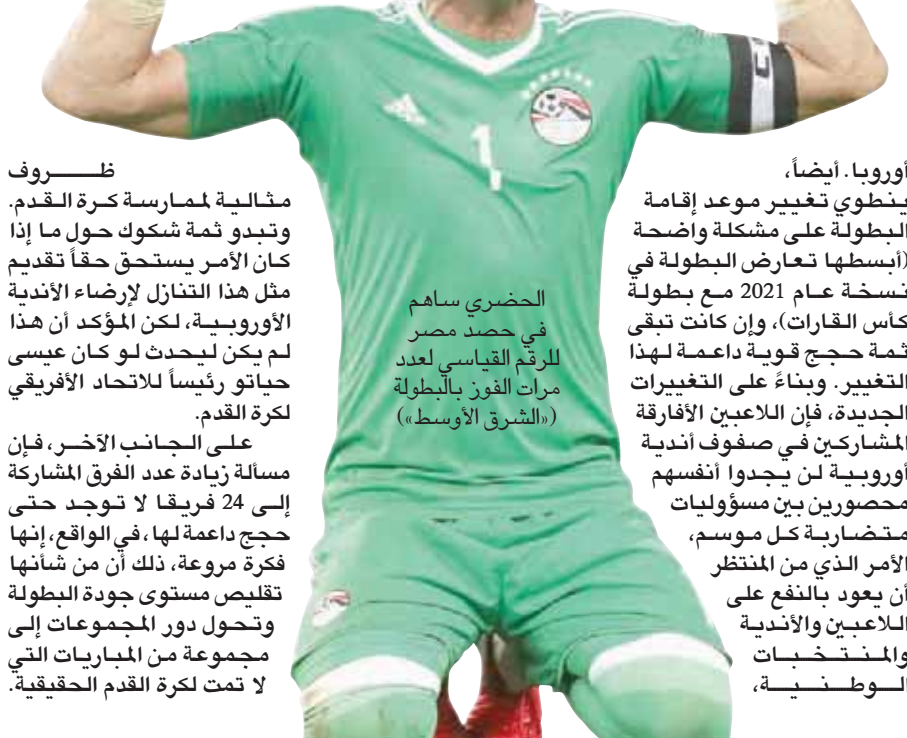 أوروبا. أيضاً،
ينطوي تغيير موعد إقامة
البطولة على مشكلة واضحة
(أبسطها تعارض البطولة في
نسخة عام 2021 مع بطولة
كأس القارات)، وإن كانت تبقى
ثمة حجج قوية داعمة لهذا
التغيير. وبناءً على التغييرات
الجديدة، فإن اللاعبين الأفارقة
المشاركين في صفوف أندية
أوروبية لن يجدوا أنفسهم
محصورين بين مسؤوليات
متضاربة كل موسم،
الأمر الذي من المنتظر
أن يعود بالنفع على
اللاعبين والأندية
والمنتخبات
الوطنية،
1
الحضري ساهم
في حصد مصر
للرقم القياسي لعدد
مرات الفوز بالبطولة
(«الشرق الأوسط»)
ظروف
مثالية لممارسة كرة القدم.
وتبدو ثمة شكوك حول ما إذا
كان الأمر يستحق حقاً تقديم
مثل هذا التنازل لإرضاء الأندية
الأوروبية، لكن المؤكد أن هذا
لم يكن ليحدث لو كان عيسى
حياتو رئيساً للاتحاد الأفريقي
لكرة القدم.
على الجانب الآخر، فإن
مسألة زيادة عدد الفرق المشاركة
إلى 24 فريقا لا توجد حتى
حجج داعمة لها، في الواقع، إنها
فكرة مروعة، ذلك أن من شأنها
تقليص مستوى جودة البطولة
وتحول دور المجموعات إلى
مجموعة من المباريات التي
لا تمت لكرة القدم الحقيقية.